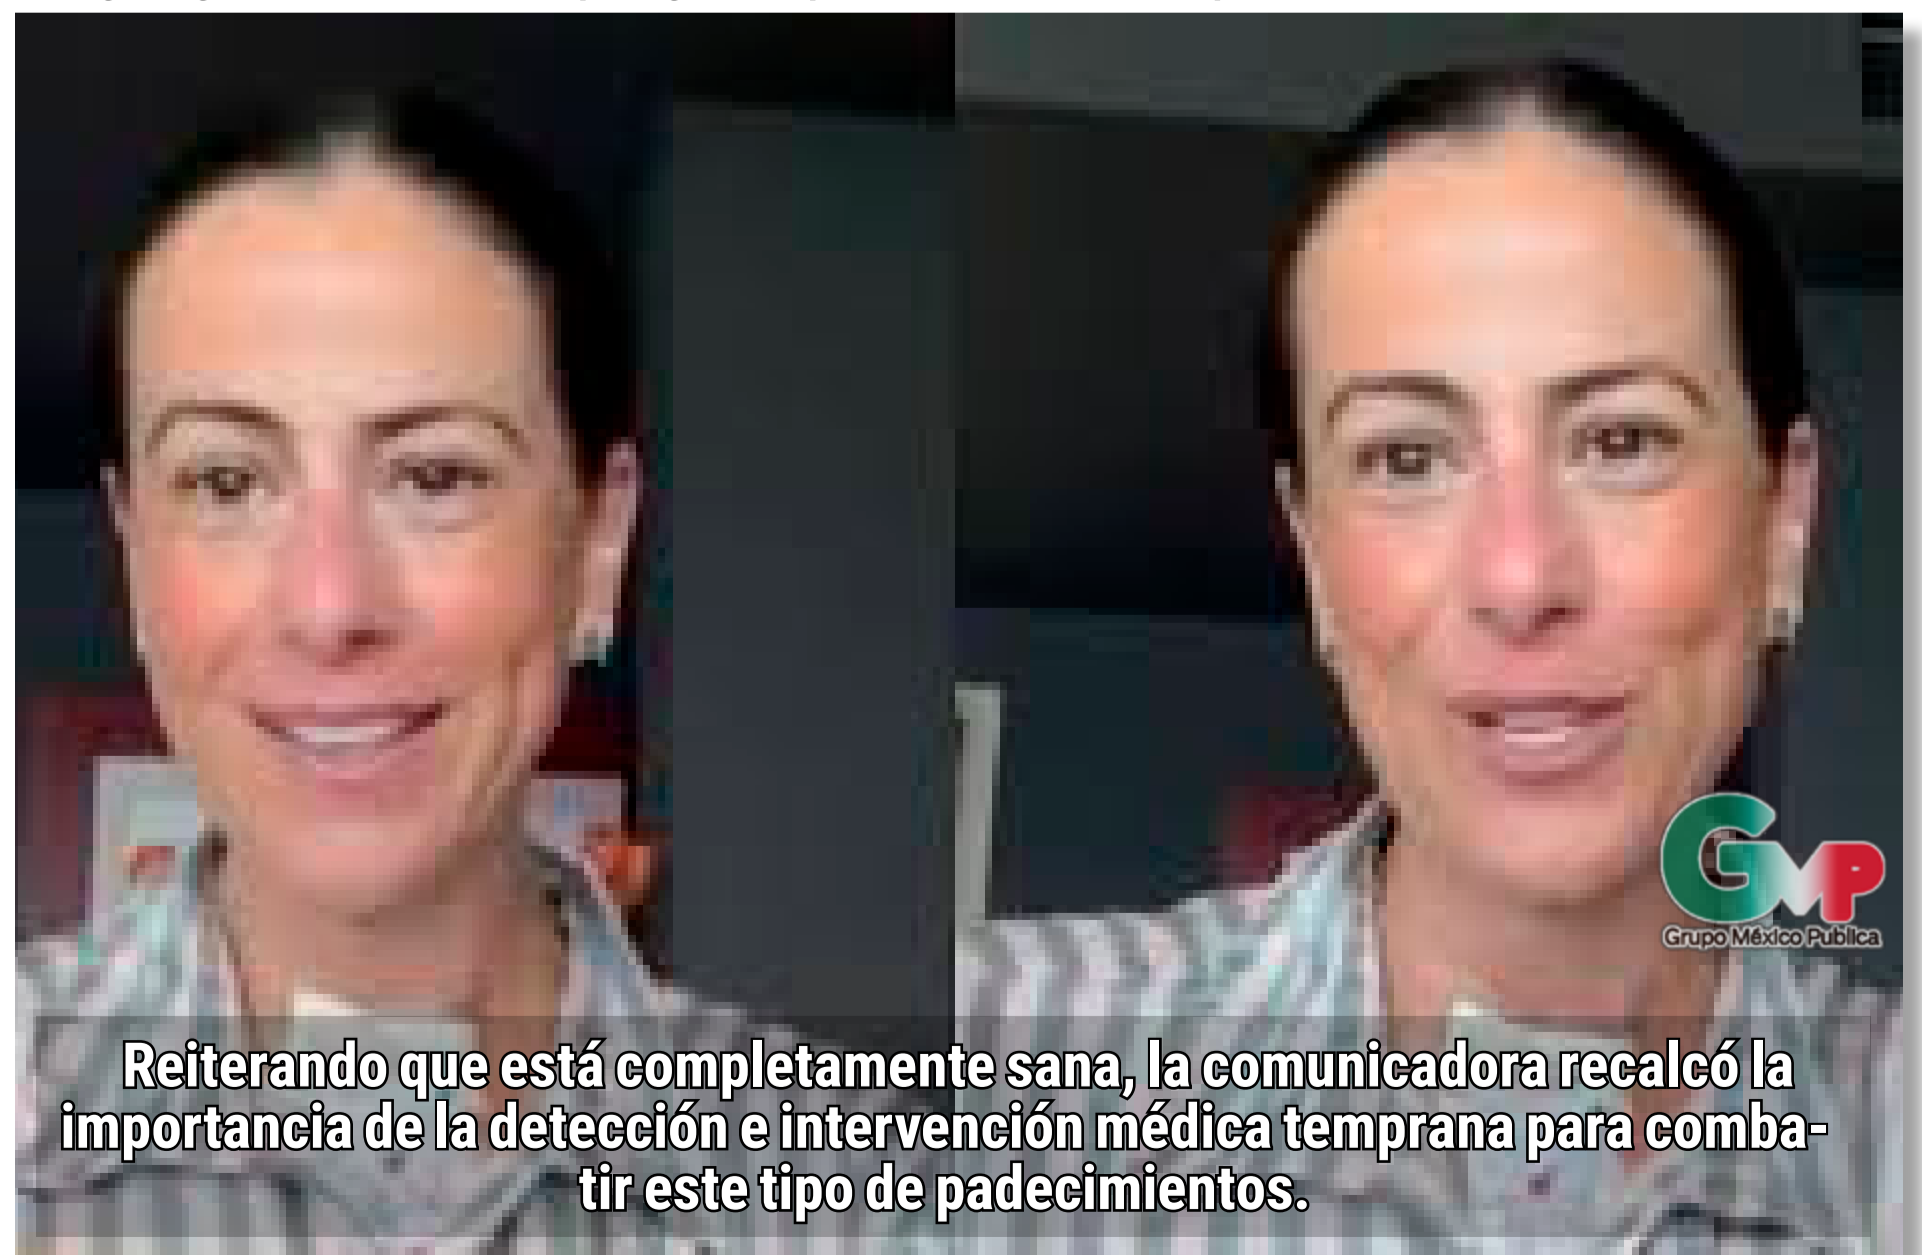 GMP
Grupo México Publica
Reiterando que está completamente sana, la comunicadora recalcó la
importancia de la detección e intervención médica temprana para comba-
tir este tipo de padecimientos.